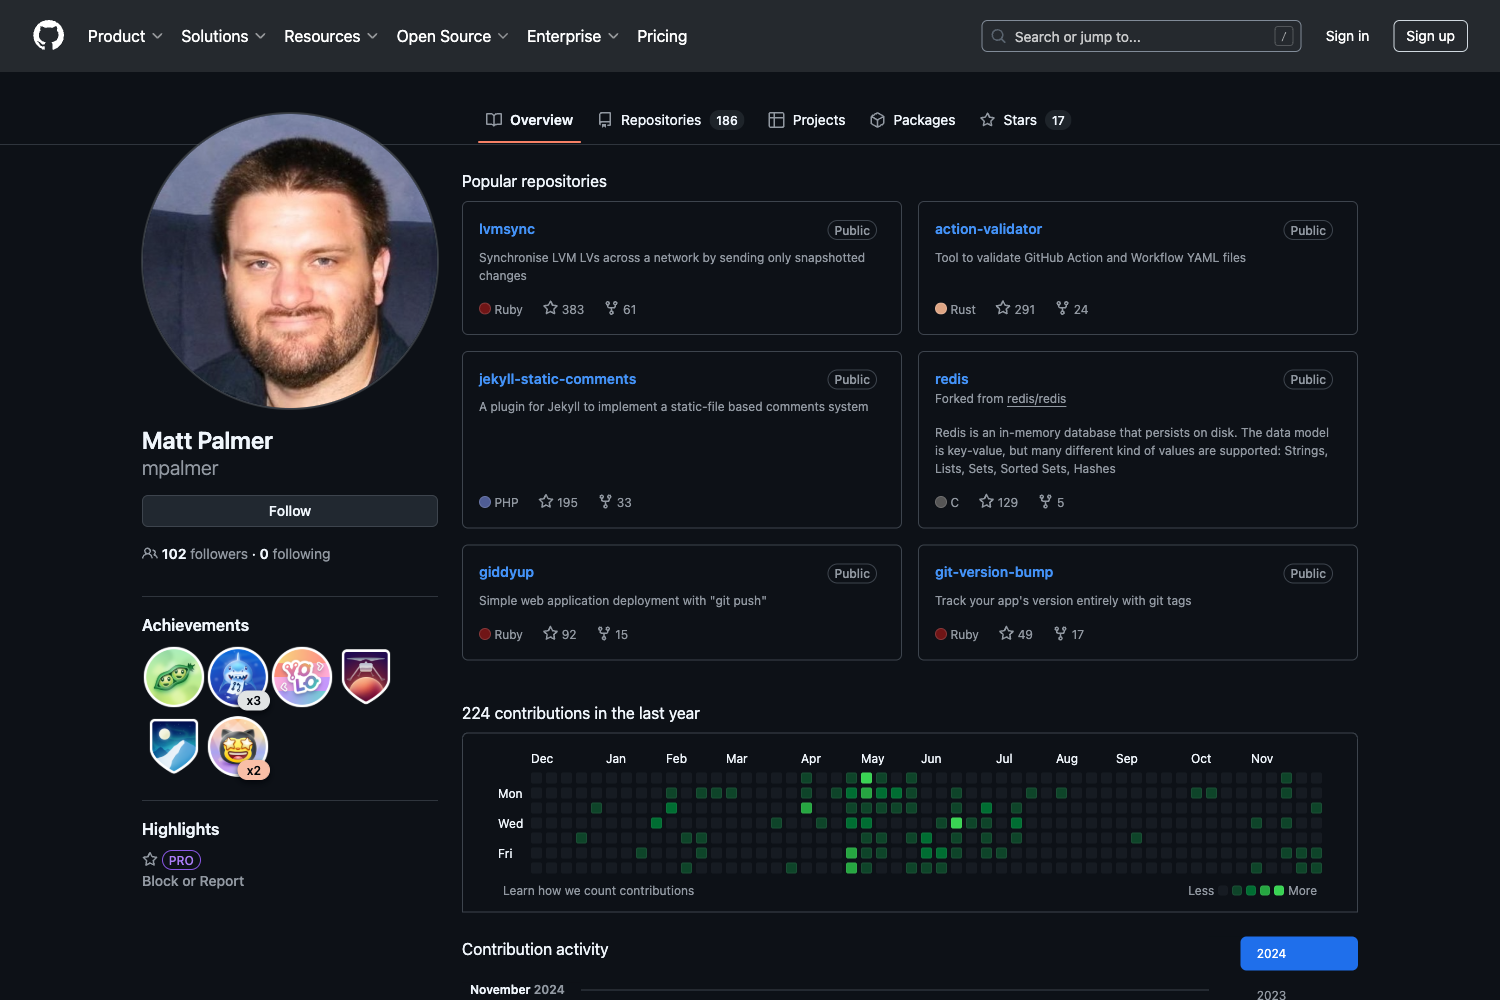 Product Solutions Resources Open Source Enterprise Pricing Search or jump to... / Sign in Sign up
Overview Repositories 186 Projects Packages Stars 17
Matt Palmer
mpalmer
Follow
102 followers · 0 following
Achievements
x3
YOLO
x2
Highlights
PRO
Block or Report
Popular repositories
lvmsync Public
Synchronise LVM LVs across a network by sending only snapshotted
changes
Ruby 383 61
action-validator Public
Tool to validate GitHub Action and Workflow YAML files
Rust 291 24
jekyll-static-comments Public
A plugin for Jekyll to implement a static-file based comments system
PHP 195 33
redis Public
Forked from redis/redis
Redis is an in-memory database that persists on disk. The data model
is key-value, but many different kind of values are supported: Strings,
Lists, Sets, Sorted Sets, Hashes
C 129 5
giddyup Public
Simple web application deployment with "git push"
Ruby 92 15
git-version-bump Public
Track your app's version entirely with git tags
Ruby 49 17
224 contributions in the last year
Dec Jan Feb Mar Apr May Jun Jul Aug Sep Oct Nov
Mon
Wed
Fri
Learn how we count contributions Less More
Contribution activity
2024
November 2024
2023